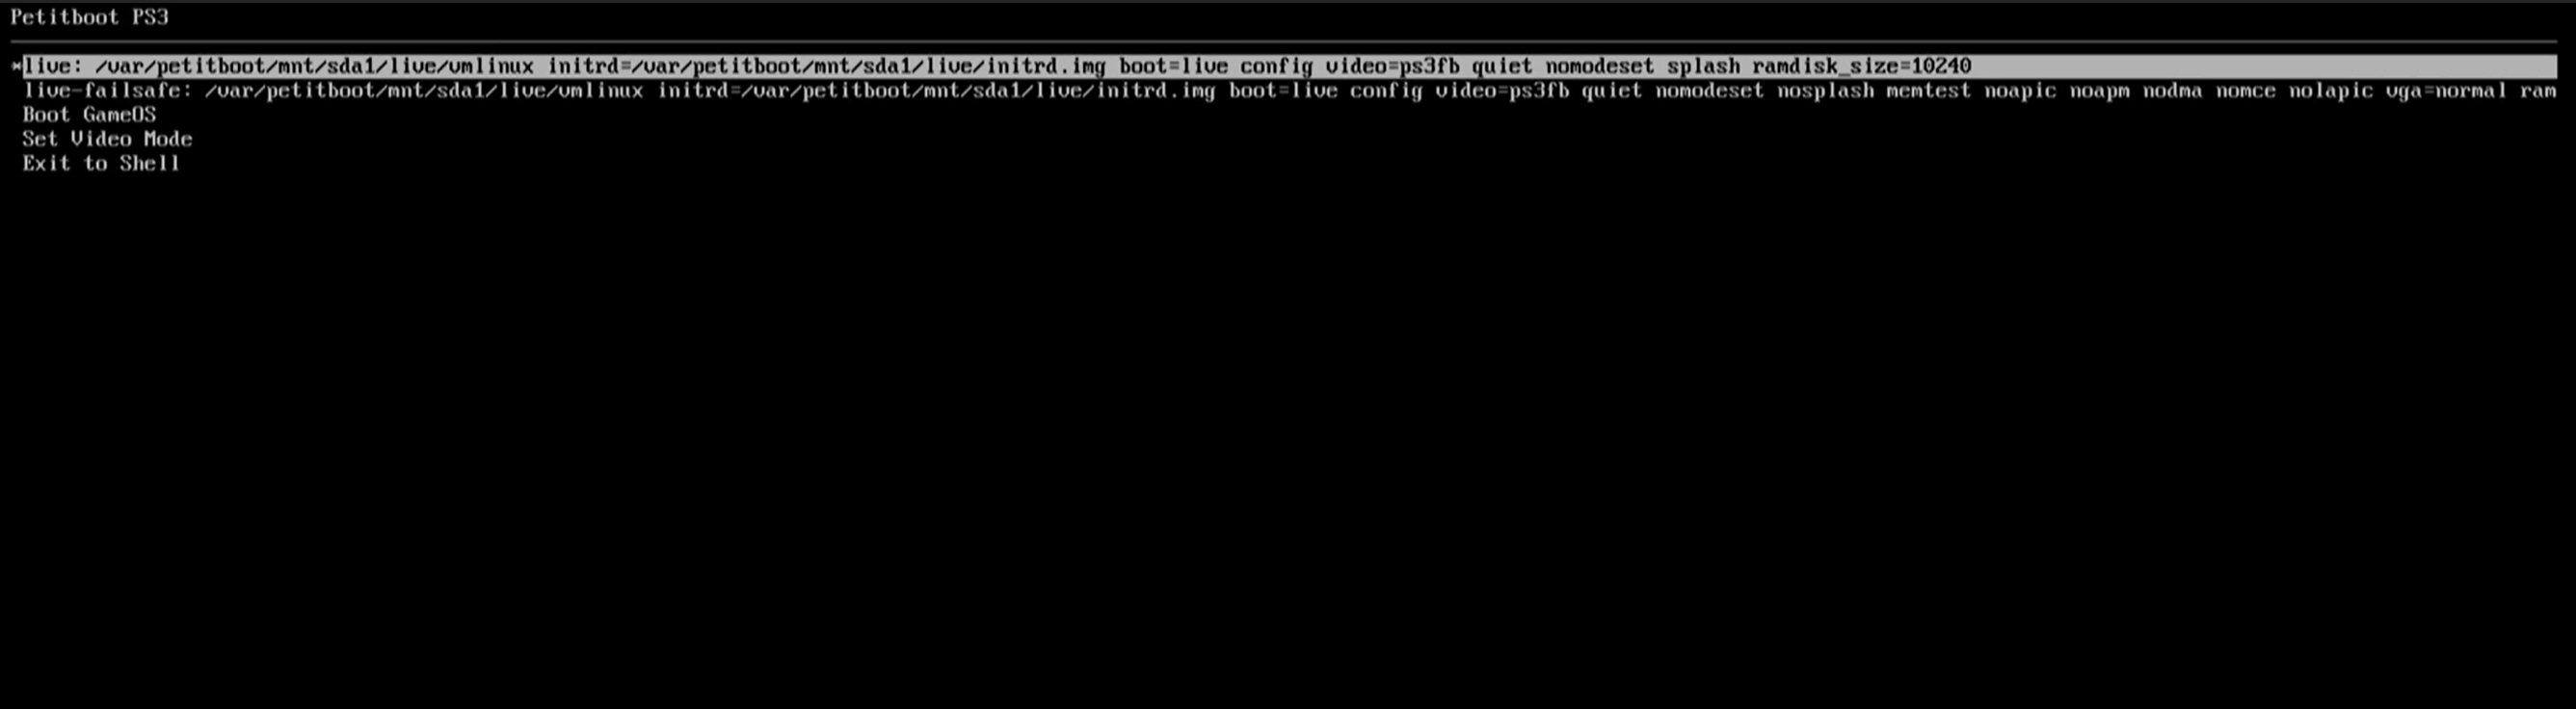 Petitboot PS3
*live: /var/petitboot/mnt/sda1/live/vmlinux initrd=/var/petitboot/mnt/sda1/live/initrd.img boot=live config video=ps3fb quiet nomodeset splash ramdisk_size=10240
live-failsafe: /var/petitboot/mnt/sda1/live/vmlinux initrd=/var/petitboot/mnt/sda1/live/initrd.img boot=live config video=ps3fb quiet nomodeset nosplash memtest noapic noapm nodma nomce nolapic vga=normal ram
Boot GameOS
Set Video Mode
Exit to Shell